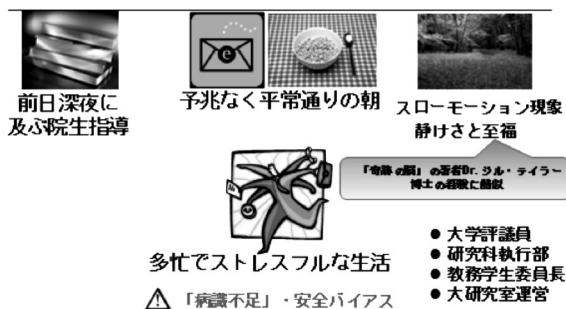 前日深夜に
及ぶ院生指導
予兆なく平常通りの朝
スローモーション現象
静けさと至福
「奇跡の脳」の著者Dr.ジル・テイラー
博士の経験に酷似
多忙でストレスフルな生活
「病識不足」・安全バイアス
● 大学評議員
● 研究科執行部
● 教務学生委員長
● 大研究室運営